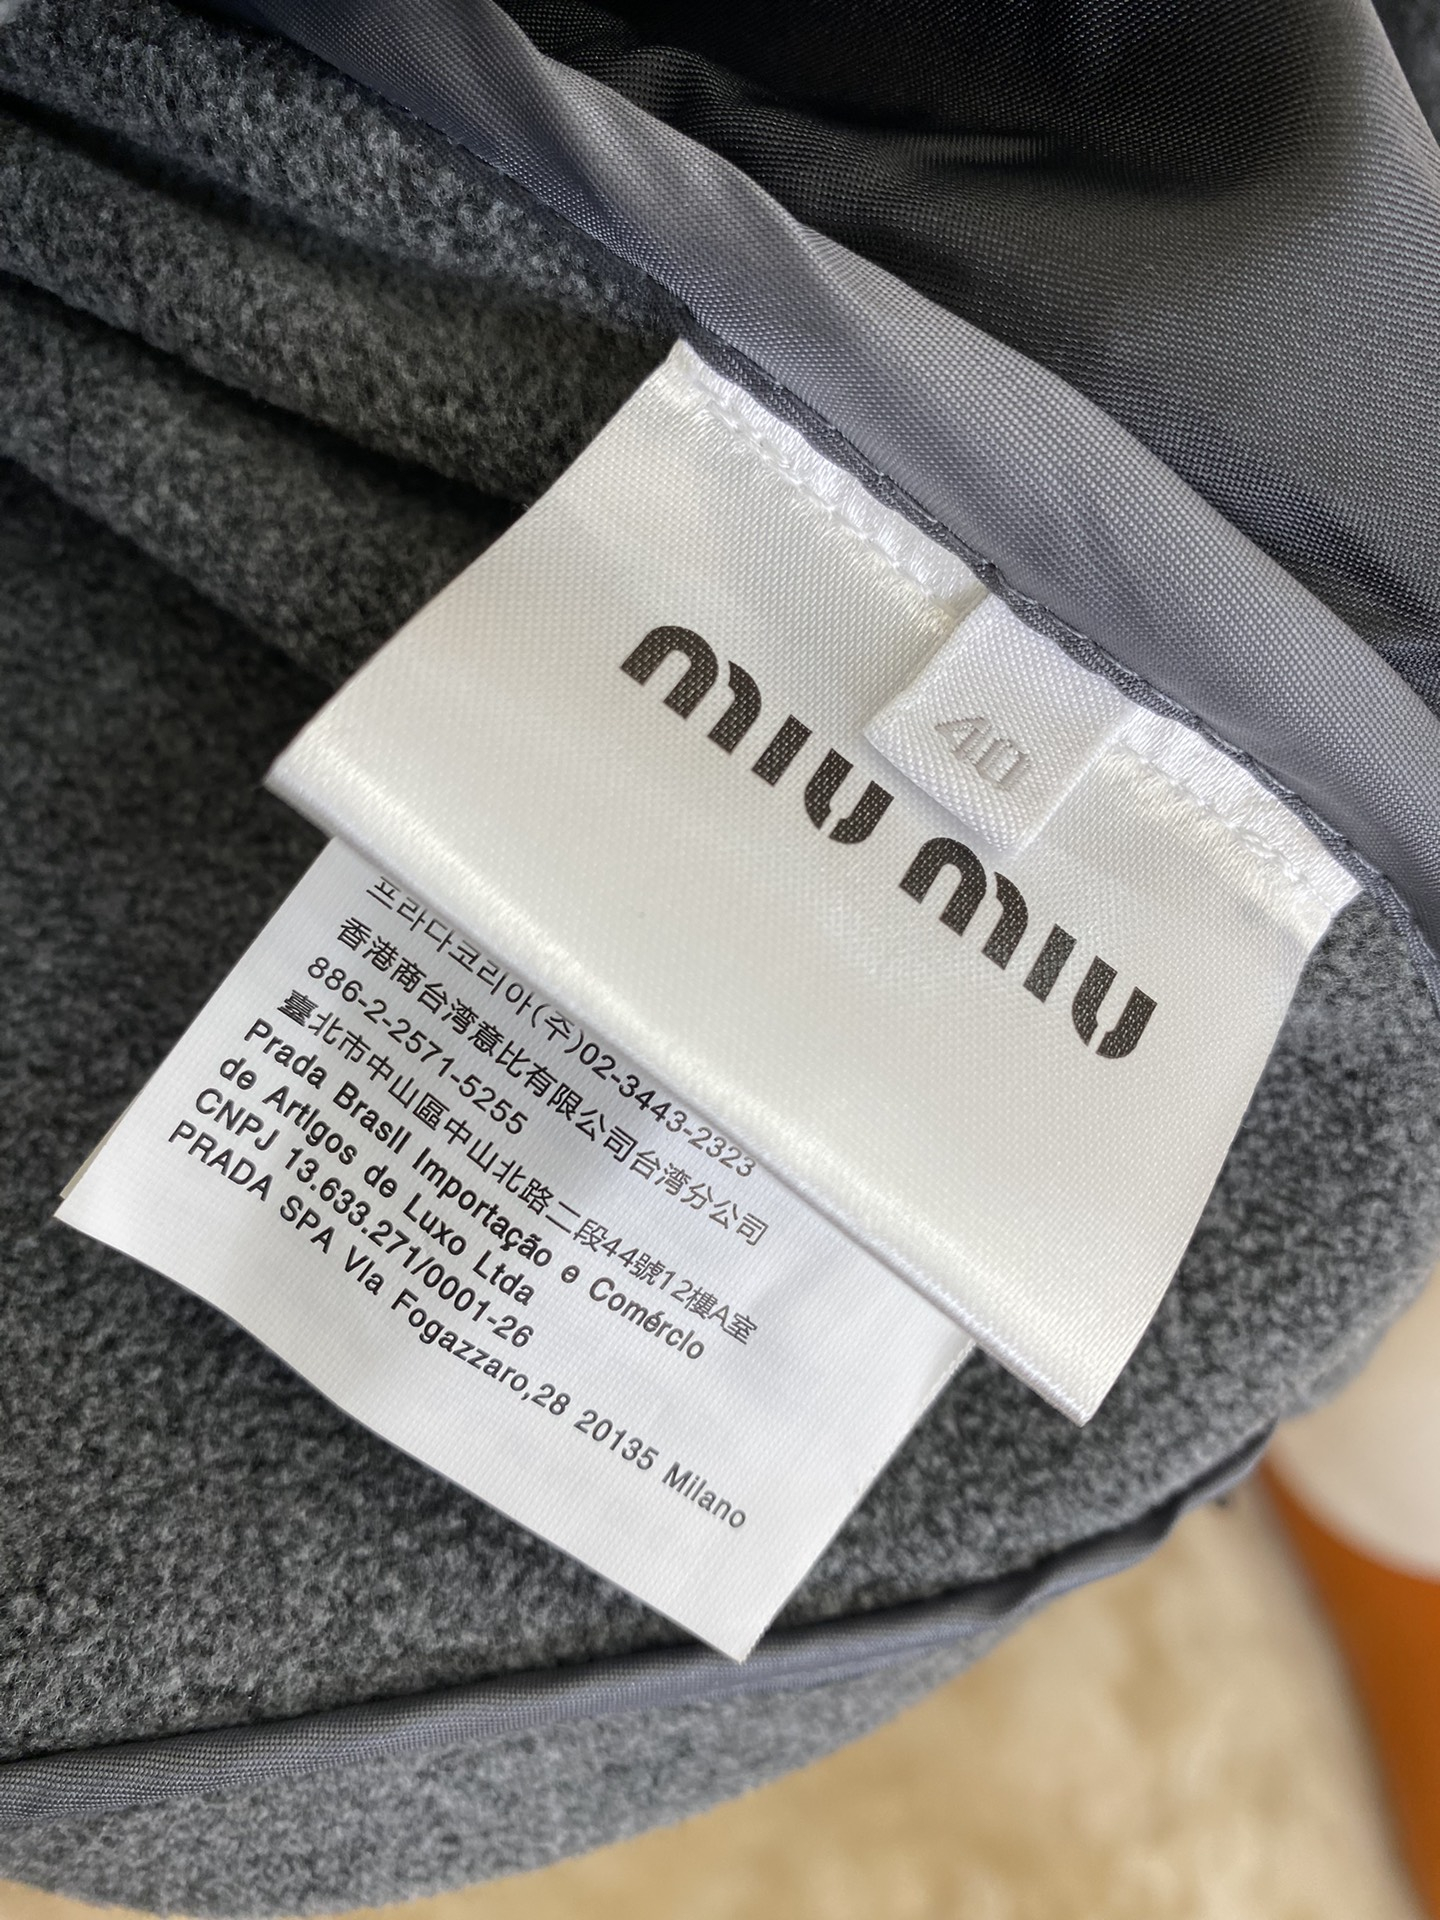 miu miu
40
프라다코리아(주)02-3443-2323
香港商台湾意比有限公司台湾分公司
886-2-2571-5255
臺北市中山區中山北路二段44號12樓A室
Prada Brasil Importação e Comércio
de Artigos de Luxo Ltda
CNPJ 13.633.271/0001-26
PRADA SPA Via Fogazzaro,28 20135 Milano